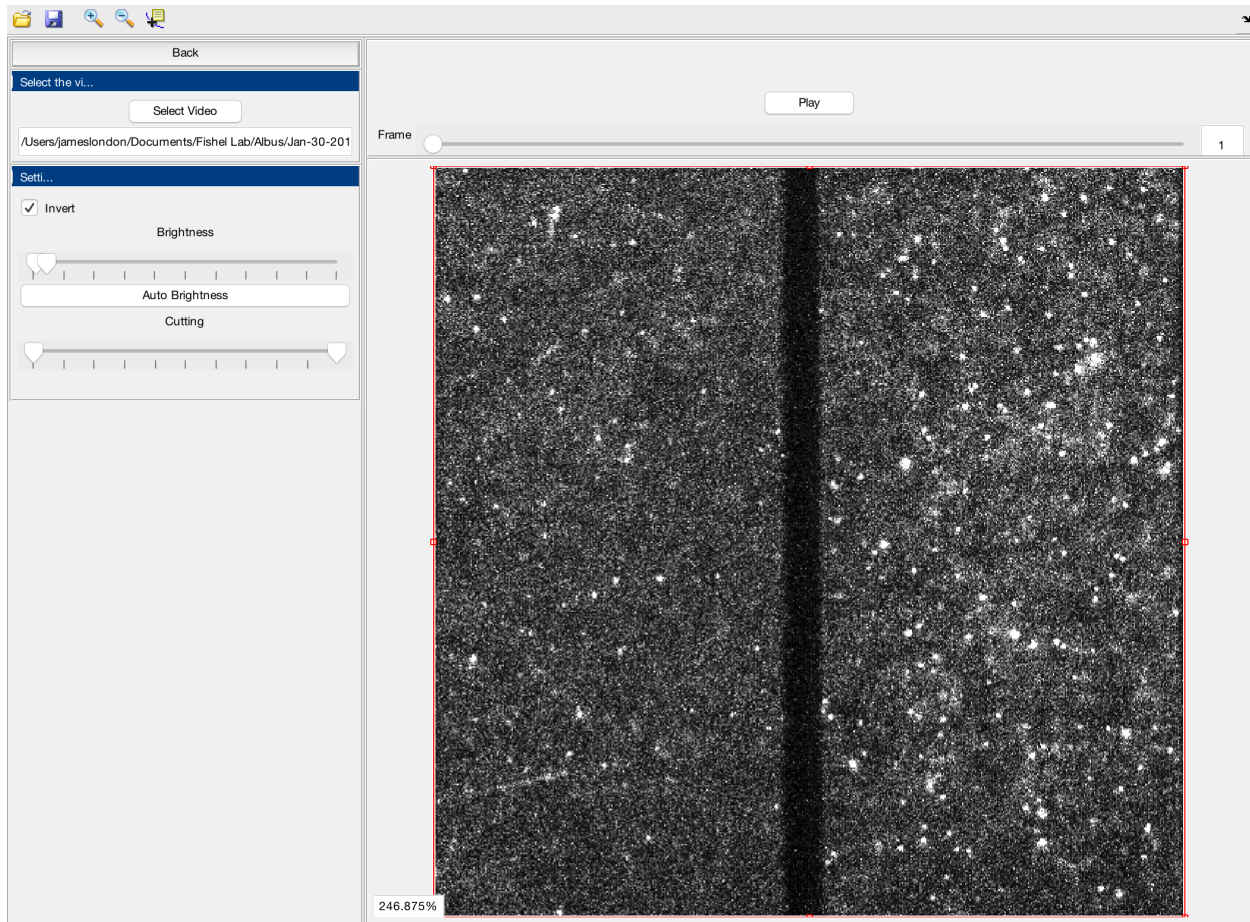 Back
Select the vi...
Select Video
/Users/jameslondon/Documents/Fishel Lab/Albus/Jan-30-201
Setti...
Invert
Brightness
Auto Brightness
Cutting
Play
Frame
1
246.875%